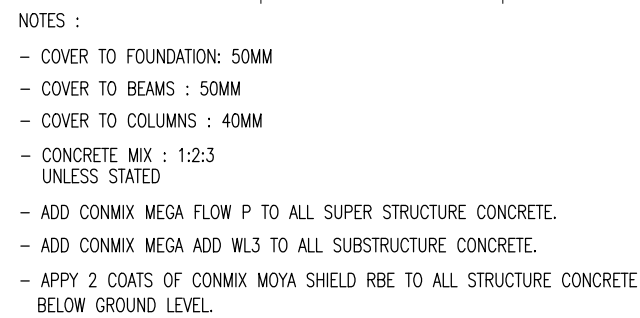 NOTES :
– COVER TO FOUNDATION: 50MM
– COVER TO BEAMS : 50MM
– COVER TO COLUMNS : 40MM
– CONCRETE MIX : 1:2:3
UNLESS STATED
– ADD CONMIX MEGA FLOW P TO ALL SUPER STRUCTURE CONCRETE.
– ADD CONMIX MEGA ADD WL3 TO ALL SUBSTRUCTURE CONCRETE.
– APPY 2 COATS OF CONMIX MOYA SHIELD RBE TO ALL STRUCTURE CONCRETE
BELOW GROUND LEVEL.